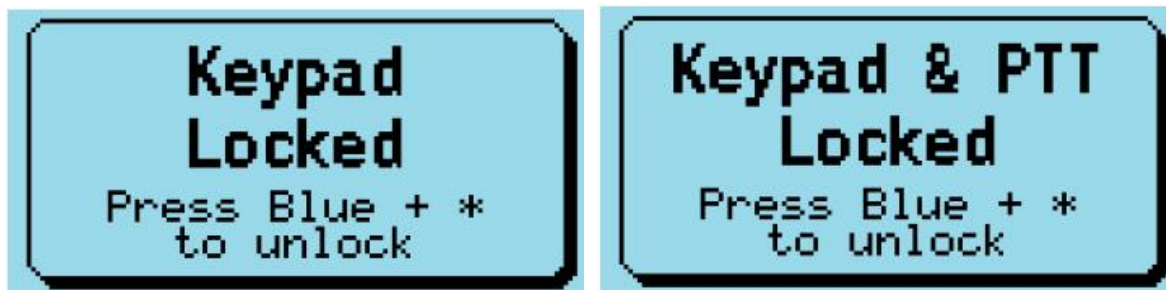 Keypad
Locked
Press Blue + *
to unlock
Keypad & PTT
Locked
Press Blue + *
to unlock